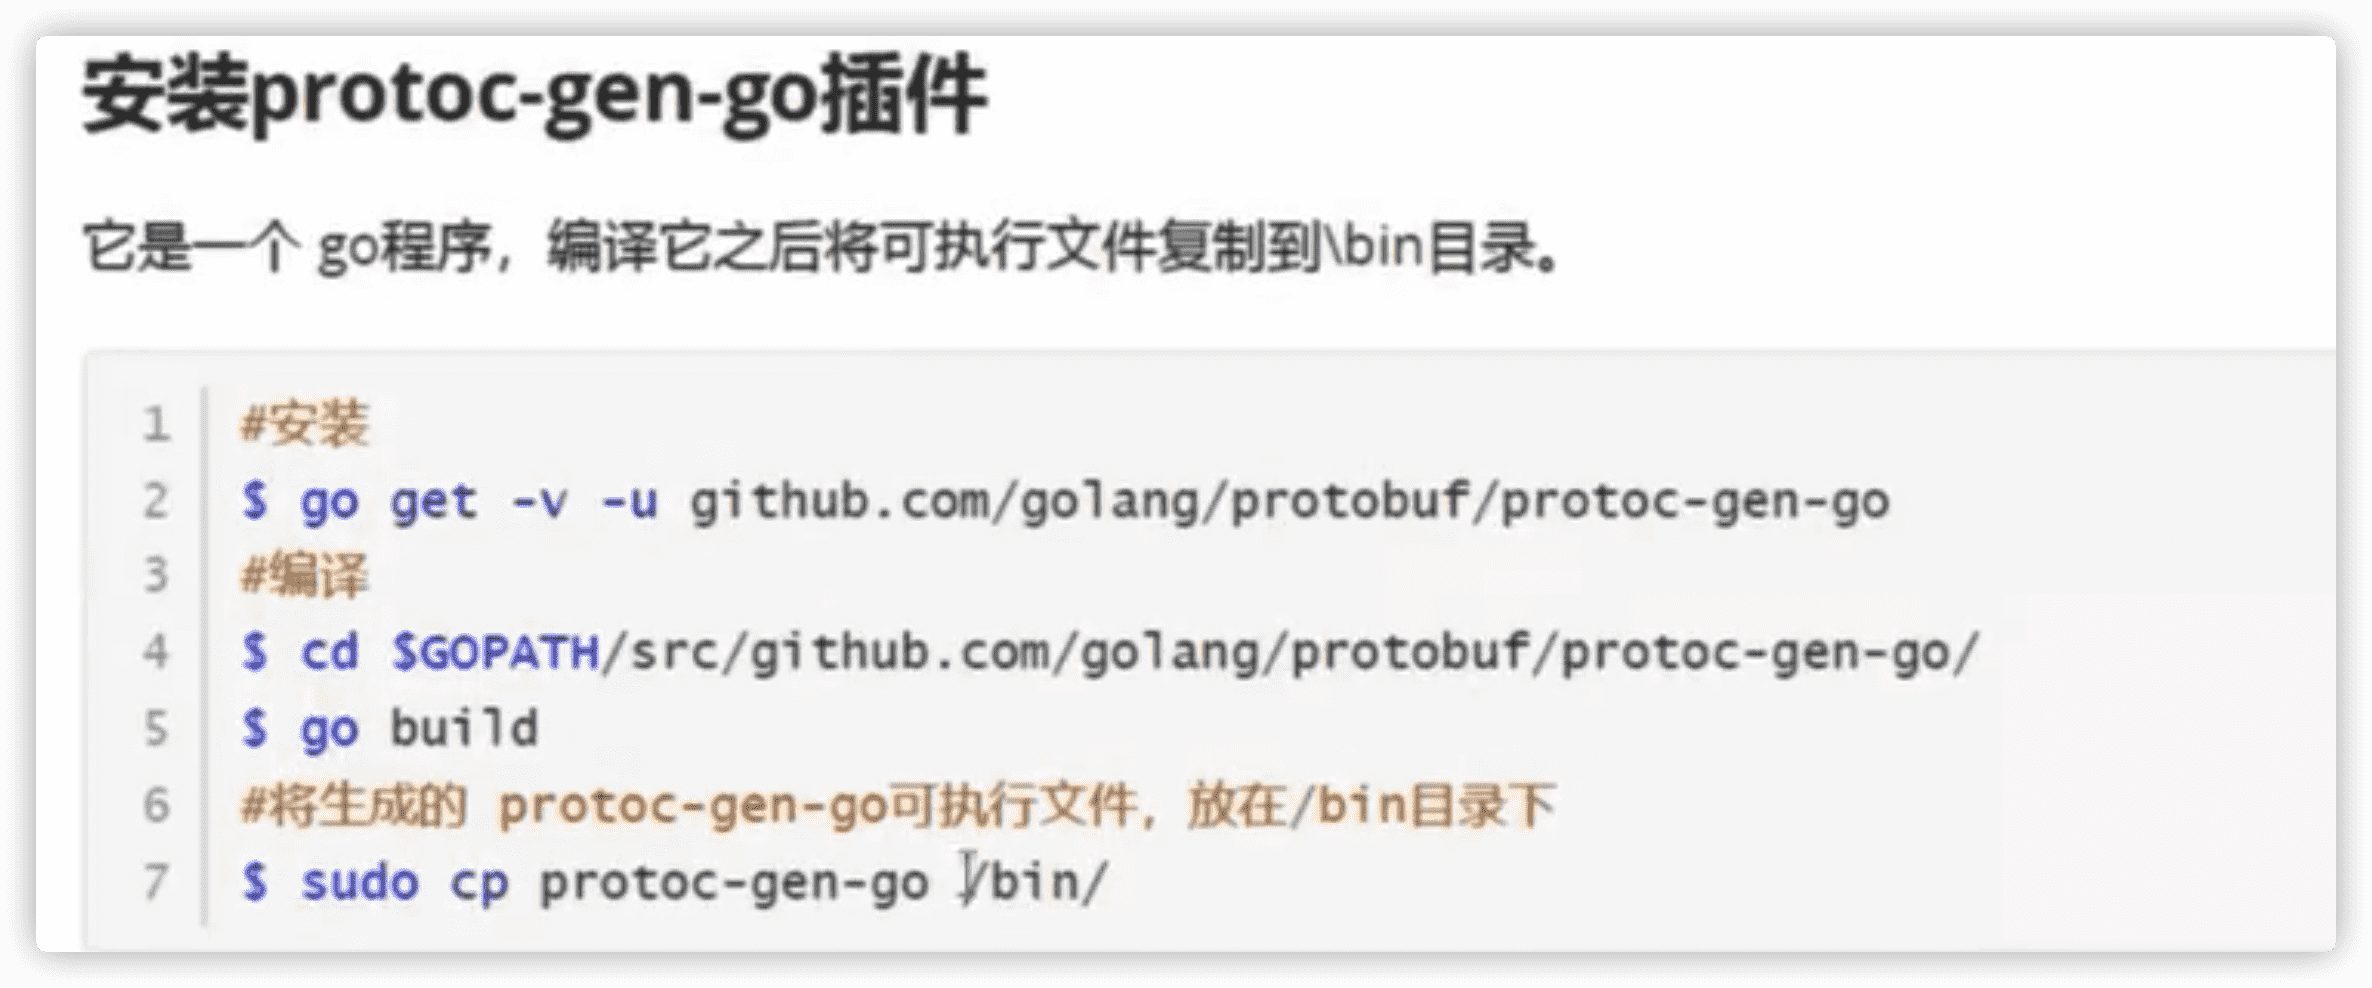 安装protoc-gen-go插件
它是一个 go程序，编译它之后将可执行文件复制到\bin目录。
1 #安装
2 $ go get -v -u github.com/golang/protobuf/protoc-gen-go
3 #编译
4 $ cd $GOPATH/src/github.com/golang/protobuf/protoc-gen-go/
5 $ go build
6 #将生成的 protoc-gen-go可执行文件，放在/bin目录下
7 $ sudo cp protoc-gen-go /bin/